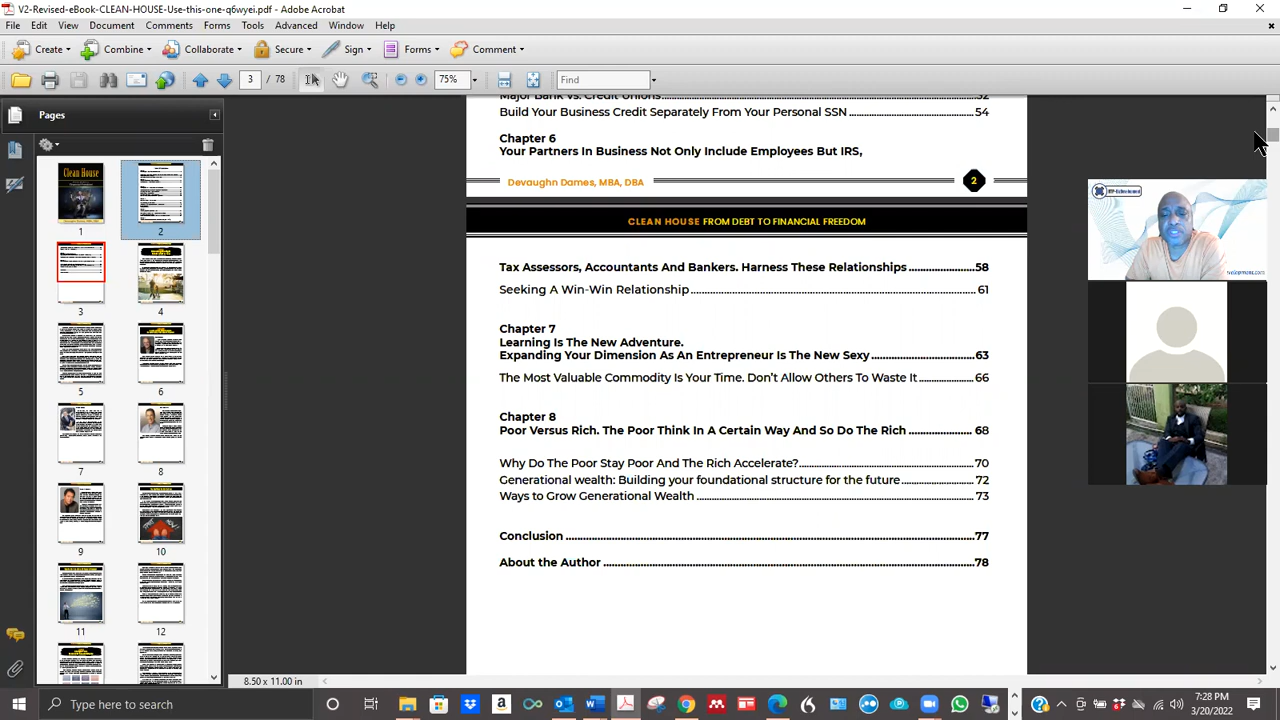 V2-Revised-eBook-CLEAN-HOUSE-Use-this-one-q6wyei.pdf - Adobe Acrobat
File Edit View Document Comments Forms Tools Advanced Window Help
Create Combine Collaborate Secure Sign Forms Comment
3 / 78 75% Find
Pages
Major Bank Vs. Credit Unions 52
Build Your Business Credit Separately From Your Personal SSN 54
Chapter 6
Your Partners In Business Not Only Include Employees But IRS,
Devaughn Dames, MBA, DBA 2
CLEAN HOUSE FROM DEBT TO FINANCIAL FREEDOM
Tax Assessors, Accountants And Bankers. Harness These Relationships 58
Seeking A Win-Win Relationship 61
Chapter 7
Learning Is The New Adventure.
Expanding Your Dimension As An Entrepreneur Is The New Sexy 63
The Most Valuable Commodity Is Your Time. Don't Allow Others To Waste It 66
Chapter 8
Poor Versus Rich. The Poor Think In A Certain Way And So Do The Rich 68
Why Do The Poor Stay Poor And The Rich Accelerate? 70
Generational wealth: Building your foundational structure for the future 72
Ways to Grow Generational Wealth 73
Conclusion 77
About the Author 78
Clean House
1 2
3 4
5 6
7 8
9 10
11 12
8.50 x 11.00 in
Type here to search
7:28 PM
3/20/2022